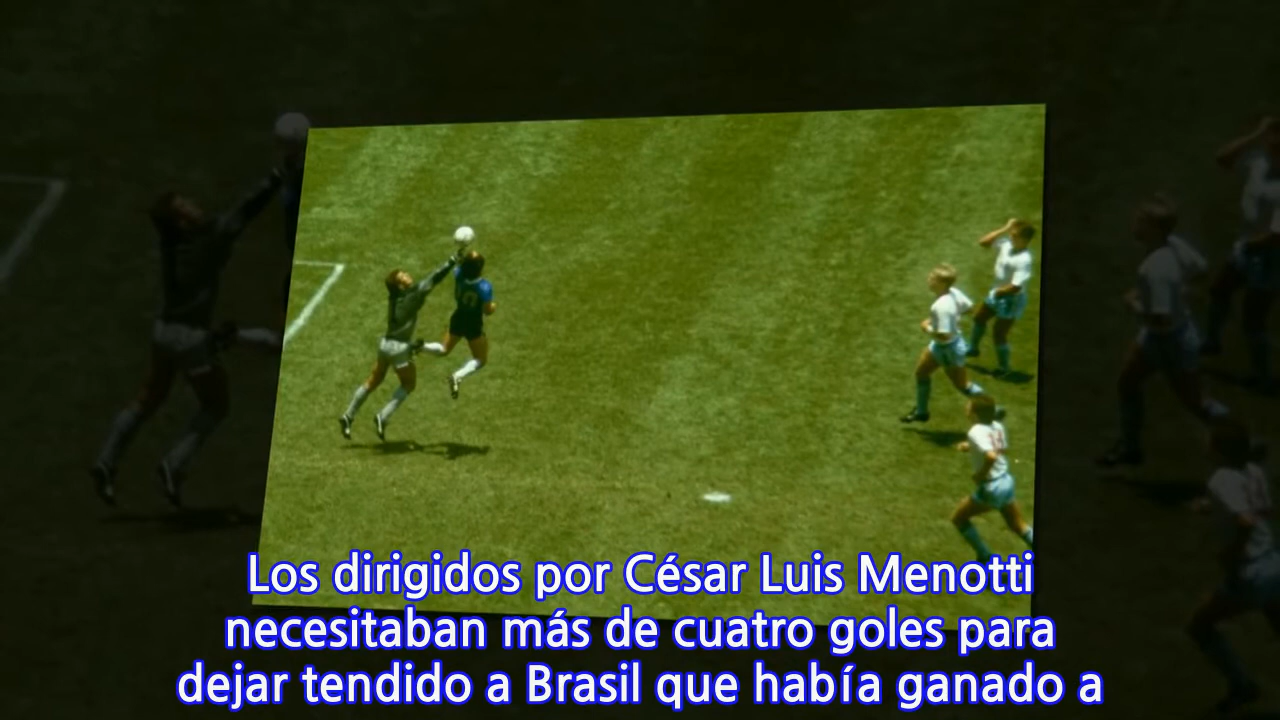 Los dirigidos por César Luis Menotti
necesitaban más de cuatro goles para
dejar tendido a Brasil que había ganado a